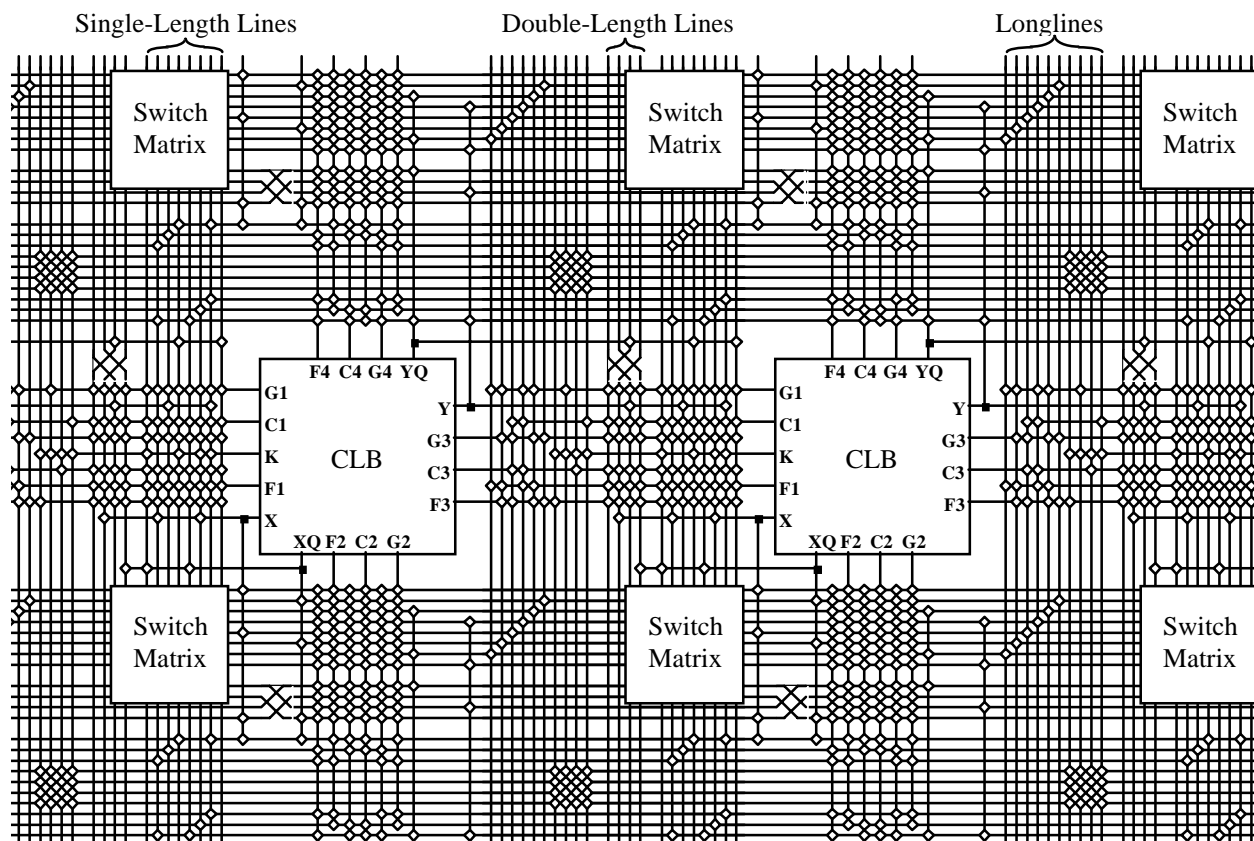 Single-Length Lines Double-Length Lines Longlines
Switch Matrix
Switch Matrix
Switch Matrix
F4 C4 G4 YQ
G1
C1
K
F1
X
Y
G3
C3
F3
CLB
XQ F2 C2 G2
F4 C4 G4 YQ
G1
C1
K
F1
X
Y
G3
C3
F3
CLB
XQ F2 C2 G2
Switch Matrix
Switch Matrix
Switch Matrix